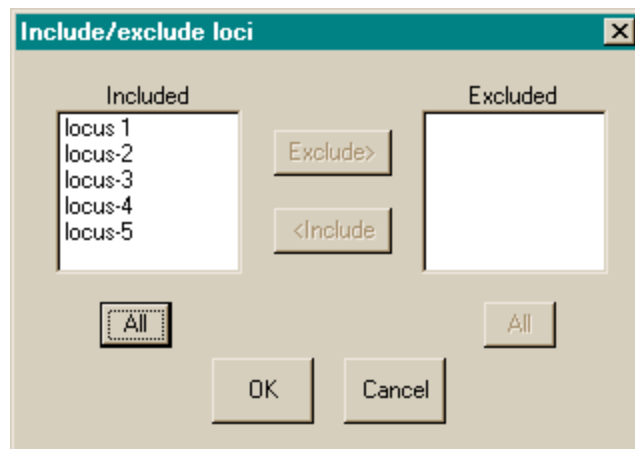 Include/exclude loci
Included
Excluded
locus 1
locus-2
locus-3
locus-4
locus-5
Exclude>
<Include
All
All
OK
Cancel